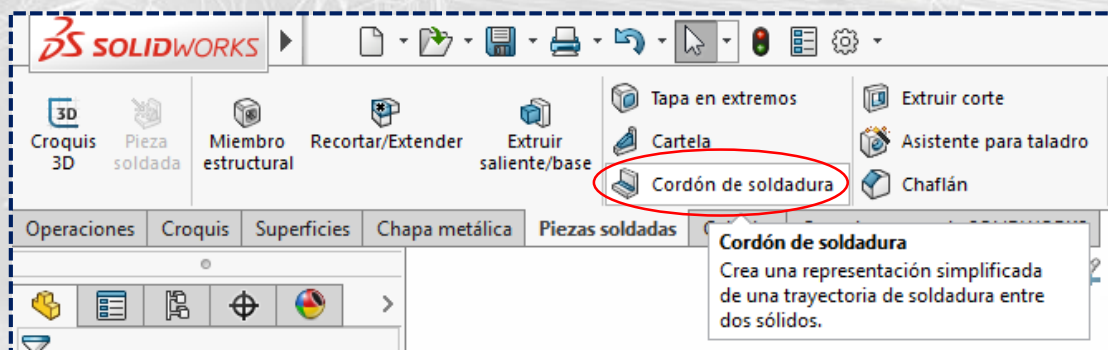 SOLIDWORKS
3D
Croquis 3D
Pieza soldada
Miembro estructural
Recortar/Extender
Extruir saliente/base
Tapa en extremos
Cartela
Cordón de soldadura
Extruir corte
Asistente para taladro
Chaflán
Operaciones
Croquis
Superficies
Chapa metálica
Piezas soldadas
Cordón de soldadura
Crea una representación simplificada
de una trayectoria de soldadura entre
dos sólidos.